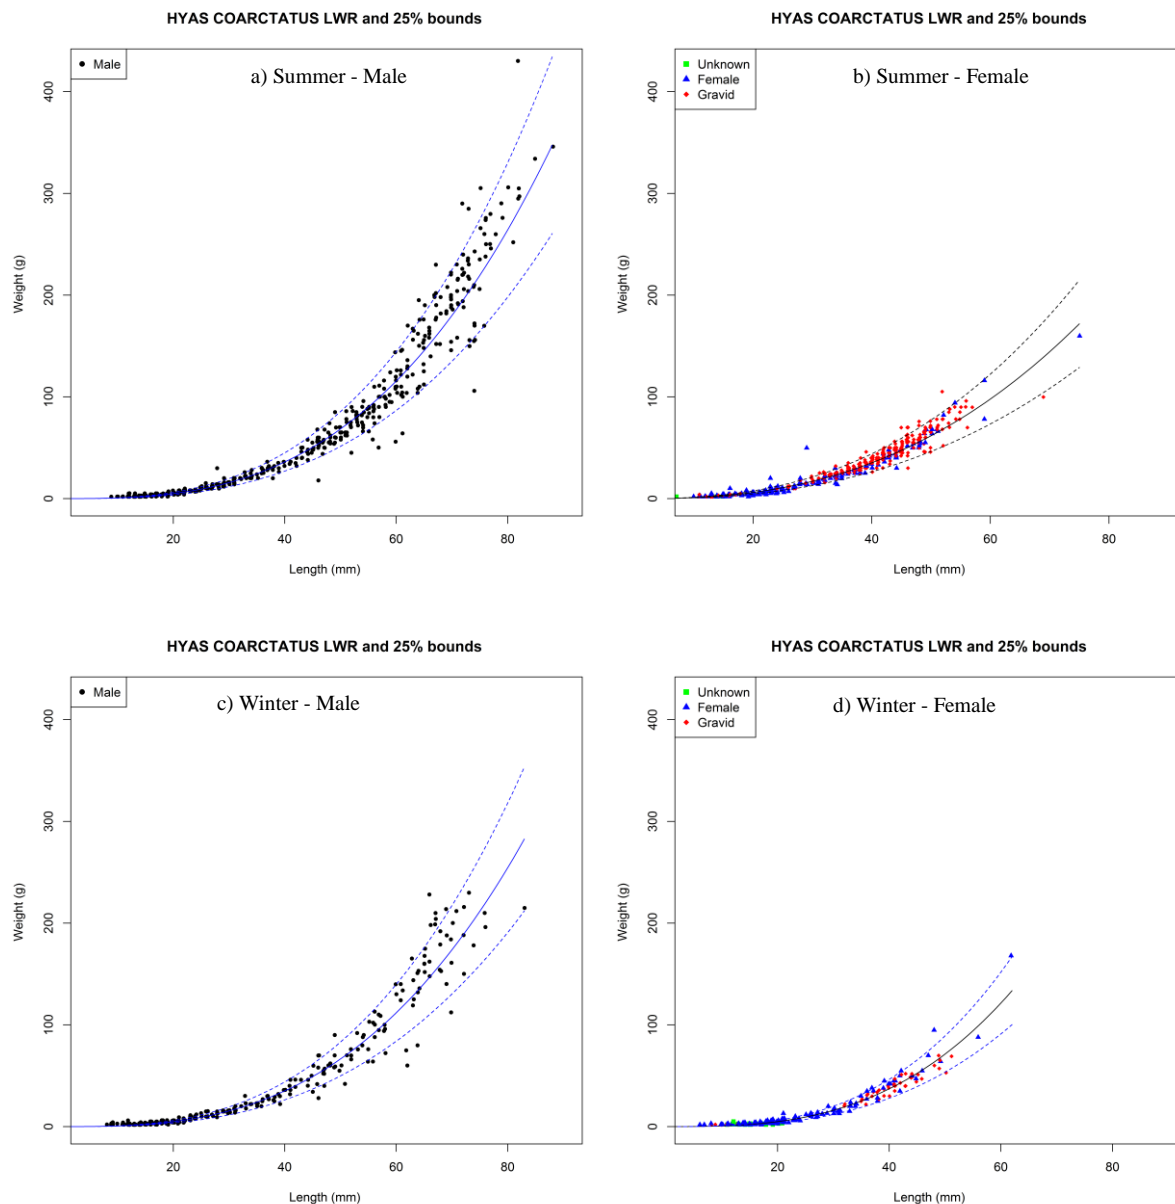 HYAS COARCTATUS LWR and 25% bounds
Male
a) Summer - Male
Weight (g)
400
300
200
100
0
20 40 60 80
Length (mm)
HYAS COARCTATUS LWR and 25% bounds
Unknown
Female
Gravid
b) Summer - Female
Weight (g)
400
300
200
100
0
20 40 60 80
Length (mm)
HYAS COARCTATUS LWR and 25% bounds
Male
c) Winter - Male
Weight (g)
400
300
200
100
0
20 40 60 80
Length (mm)
HYAS COARCTATUS LWR and 25% bounds
Unknown
Female
Gravid
d) Winter - Female
Weight (g)
400
300
200
100
0
20 40 60 80
Length (mm)